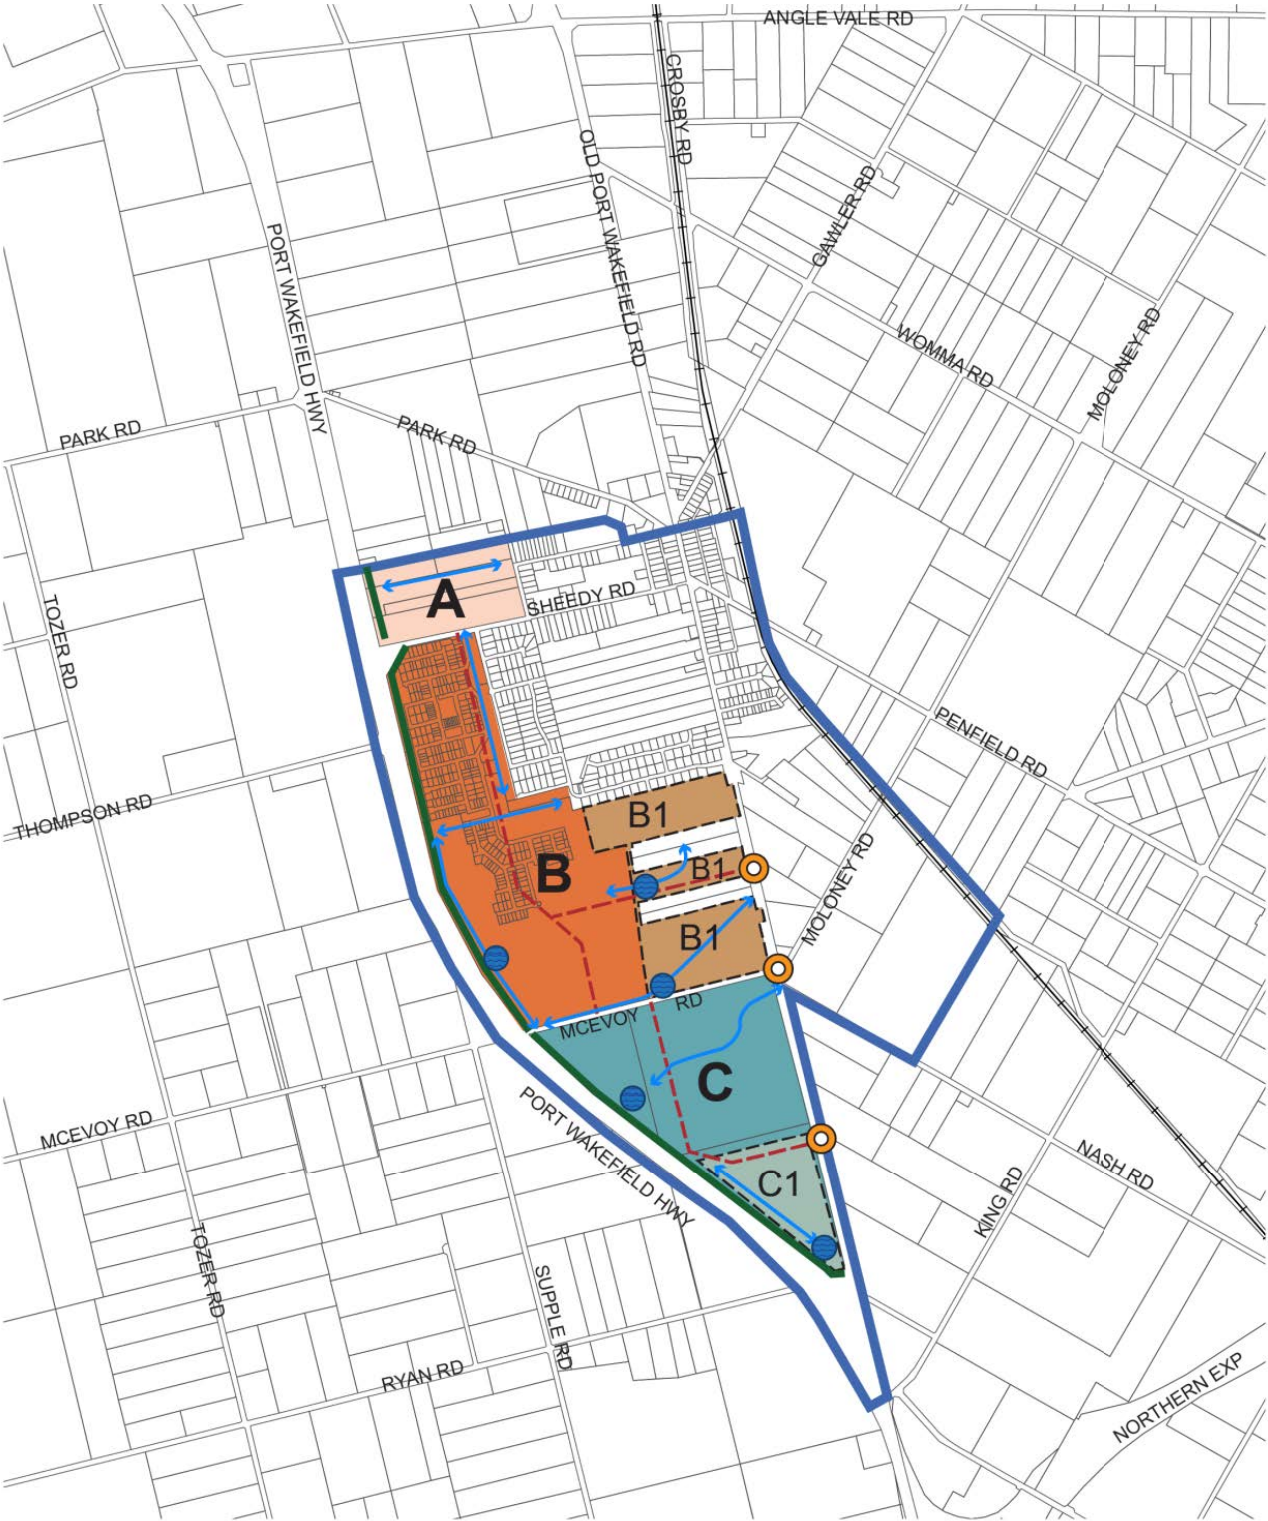 ANGLE VALE RD
CROSBY RD
OLD PORT WAKEFIELD RD
GAWLER RD
PORT WAKEFIELD HWY
WOMMA RD
MOLONEY RD
PARK RD
PARK RD
A
SHEEDY RD
TOZER RD
PENFIELD RD
THOMPSON RD
B1
B
B1
MOLONEY RD
B1
MCEVOY RD
C
MCEVOY RD
PORT WAKEFIELD HWY
NASH RD
C1
KING RD
TOZER RD
SUPPLE RD
RYAN RD
NORTHERN EXP